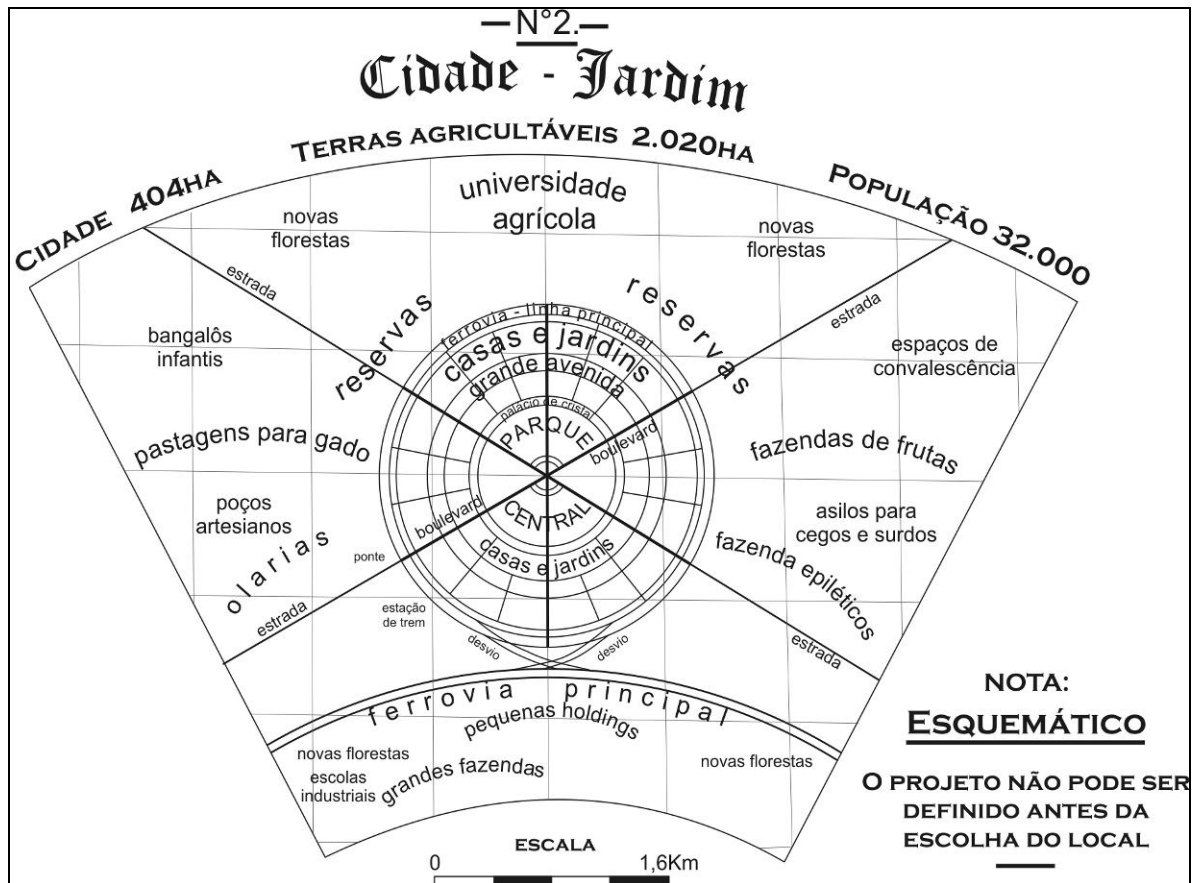 N°2.
Cidade - Jardim
TERRAS AGRICULTÁVEIS 2.020HA
CIDADE 404HA
POPULAÇÃO 32.000
universidade
agrícola
novas
florestas
novas
florestas
estrada
estrada
reservas
reservas
bangalôs
infantis
espaços de
convalescência
ferrovia - linha principal
casas e jardins
grande avenida
palácio de cristal
PARQUE
boulevard
pastagens para gado
fazendas de frutas
poços
artesianos
boulevard
CENTRAL
asilos para
cegos e surdos
olarias
ponte
casas e jardins
fazenda epiléticos
estrada
estação
de trem
desvio
desvio
estrada
ferrovia principal
pequenas holdings
novas florestas
novas florestas
escolas
industriais
grandes fazendas
NOTA:
ESQUEMÁTICO
O PROJETO NÃO PODE SER
DEFINIDO ANTES DA
ESCOLHA DO LOCAL
ESCALA
0 1,6Km